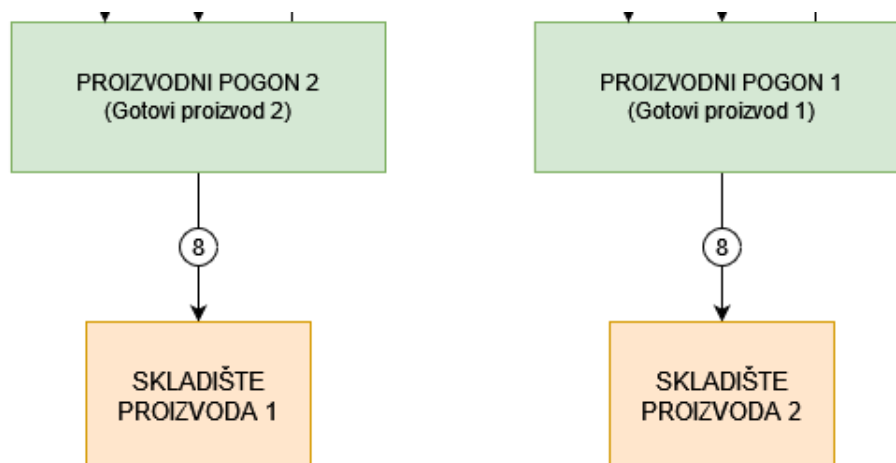 PROIZVODNI POGON 2
(Gotovi proizvod 2)
PROIZVODNI POGON 1
(Gotovi proizvod 1)
8
8
SKLADIŠTE
PROIZVODA 1
SKLADIŠTE
PROIZVODA 2